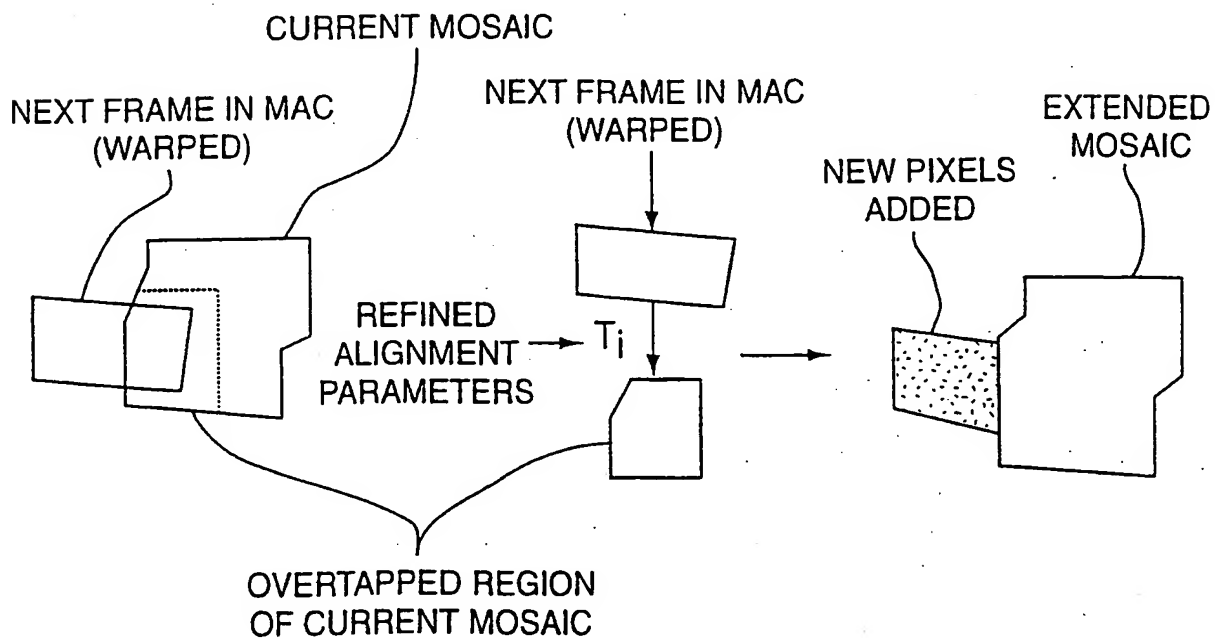 CURRENT MOSAIC
NEXT FRAME IN MAC
(WARPED)
NEXT FRAME IN MAC
(WARPED)
EXTENDED
MOSAIC
NEW PIXELS
ADDED
REFINED
ALIGNMENT
PARAMETERS
Ti
OVERTAPPED REGION
OF CURRENT MOSAIC